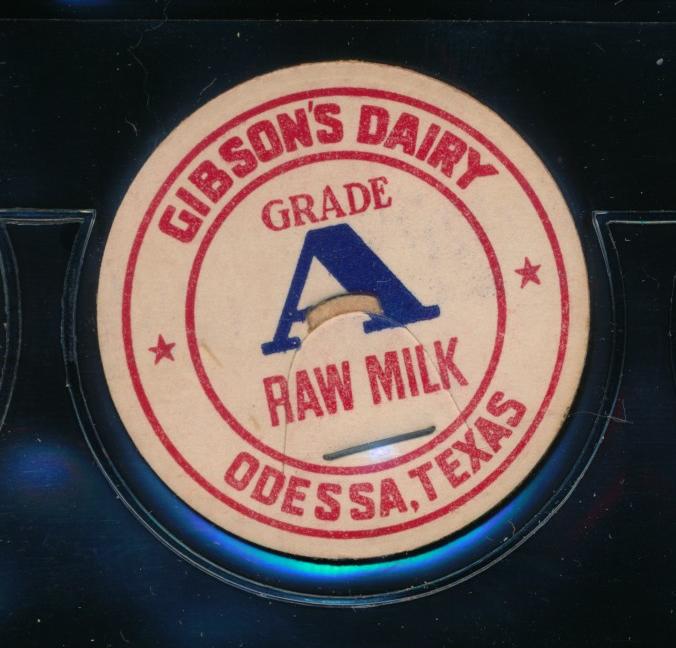 GIBSON'S DAIRY
GRADE
A
RAW MILK
ODESSA, TEXAS